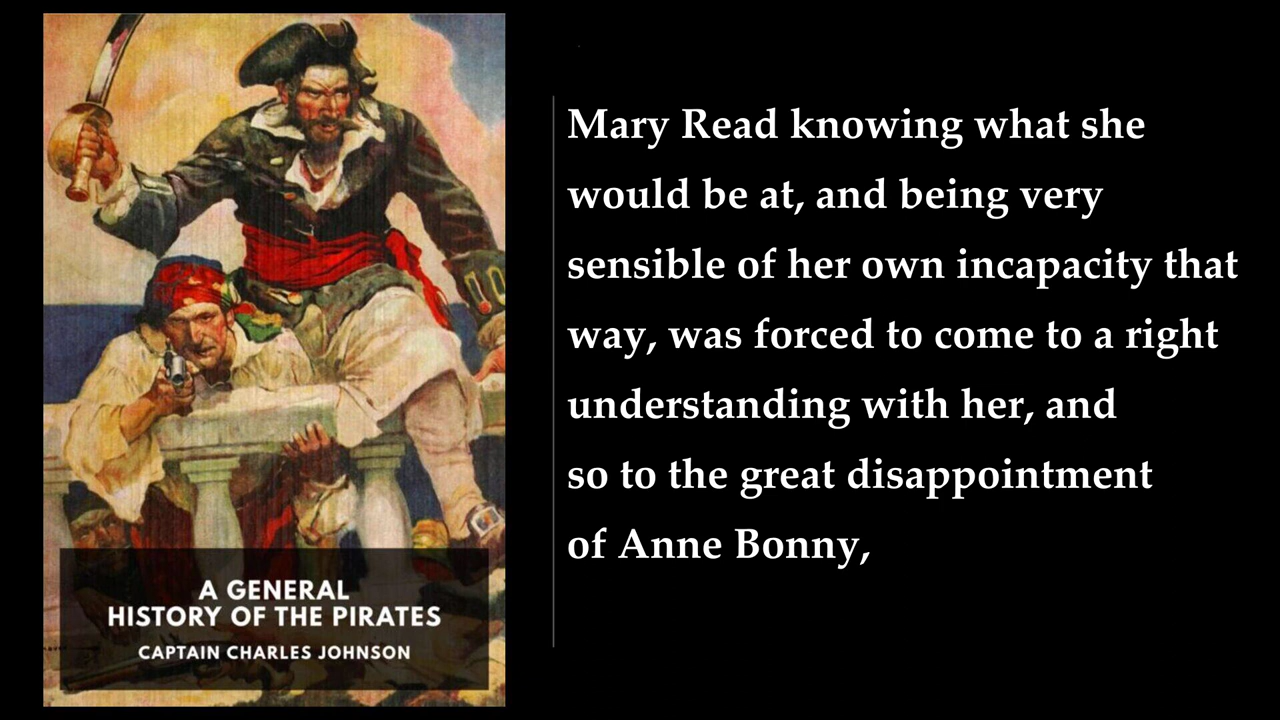 A GENERAL
HISTORY OF THE PIRATES
CAPTAIN CHARLES JOHNSON
Mary Read knowing what she
would be at, and being very
sensible of her own incapacity that
way, was forced to come to a right
understanding with her, and
so to the great disappointment
of Anne Bonny,